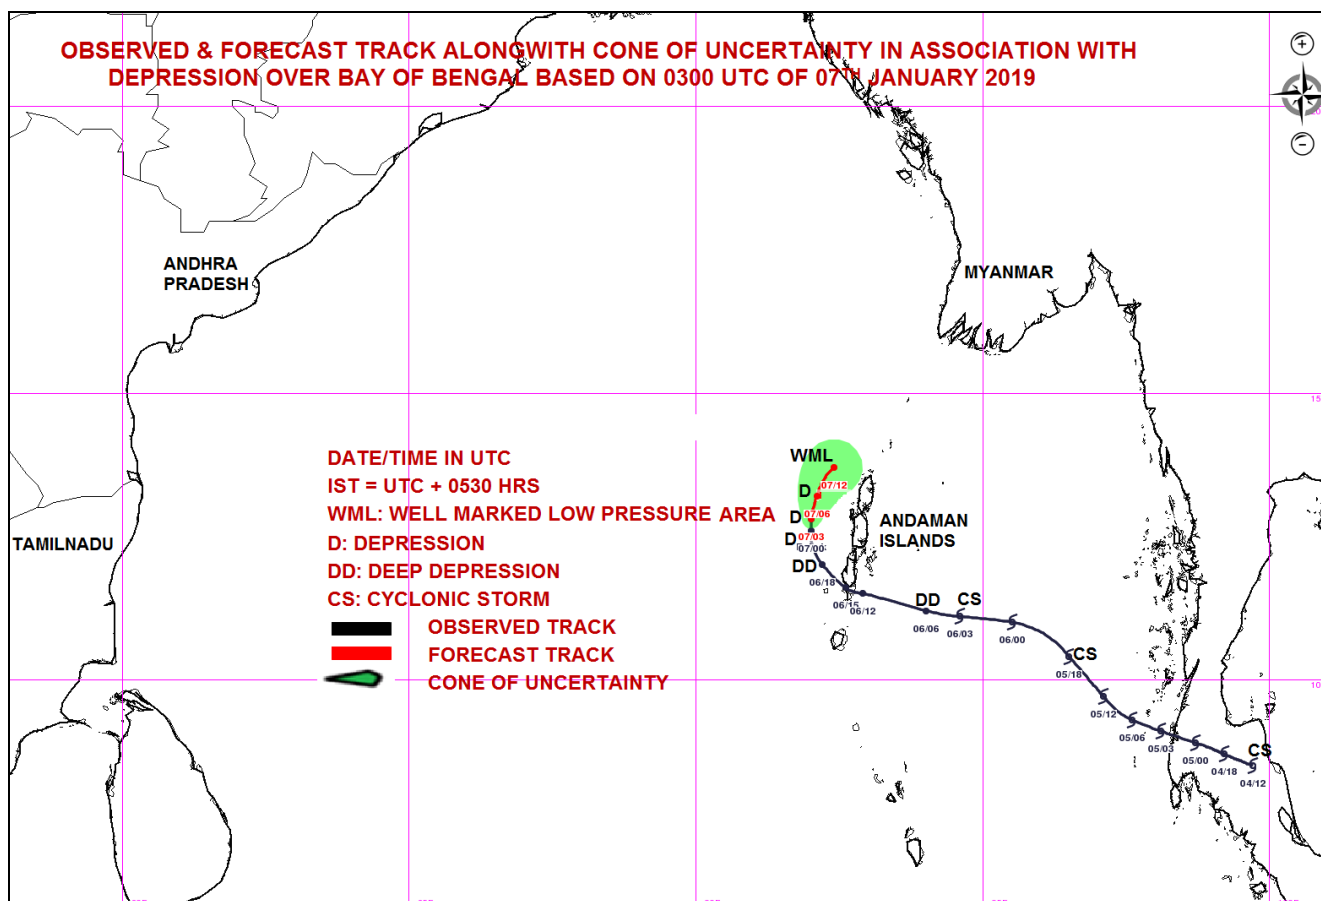 OBSERVED & FORECAST TRACK ALONGWITH CONE OF UNCERTAINTY IN ASSOCIATION WITH
DEPRESSION OVER BAY OF BENGAL BASED ON 0300 UTC OF 07TH JANUARY 2019
ANDHRA
PRADESH
MYANMAR
15
DATE/TIME IN UTC
IST = UTC + 0530 HRS
WML: WELL MARKED LOW PRESSURE AREA
D: DEPRESSION
DD: DEEP DEPRESSION
CS: CYCLONIC STORM
OBSERVED TRACK
FORECAST TRACK
CONE OF UNCERTAINTY
TAMILNADU
ANDAMAN
ISLANDS
WML
07/12
D
07/06
D
07/03
D
07/00
DD
06/18
06/15
06/12
DD
06/06
CS
06/03
06/00
CS
05/18
05/12
05/06
05/03
05/00
04/18
CS
04/12
10